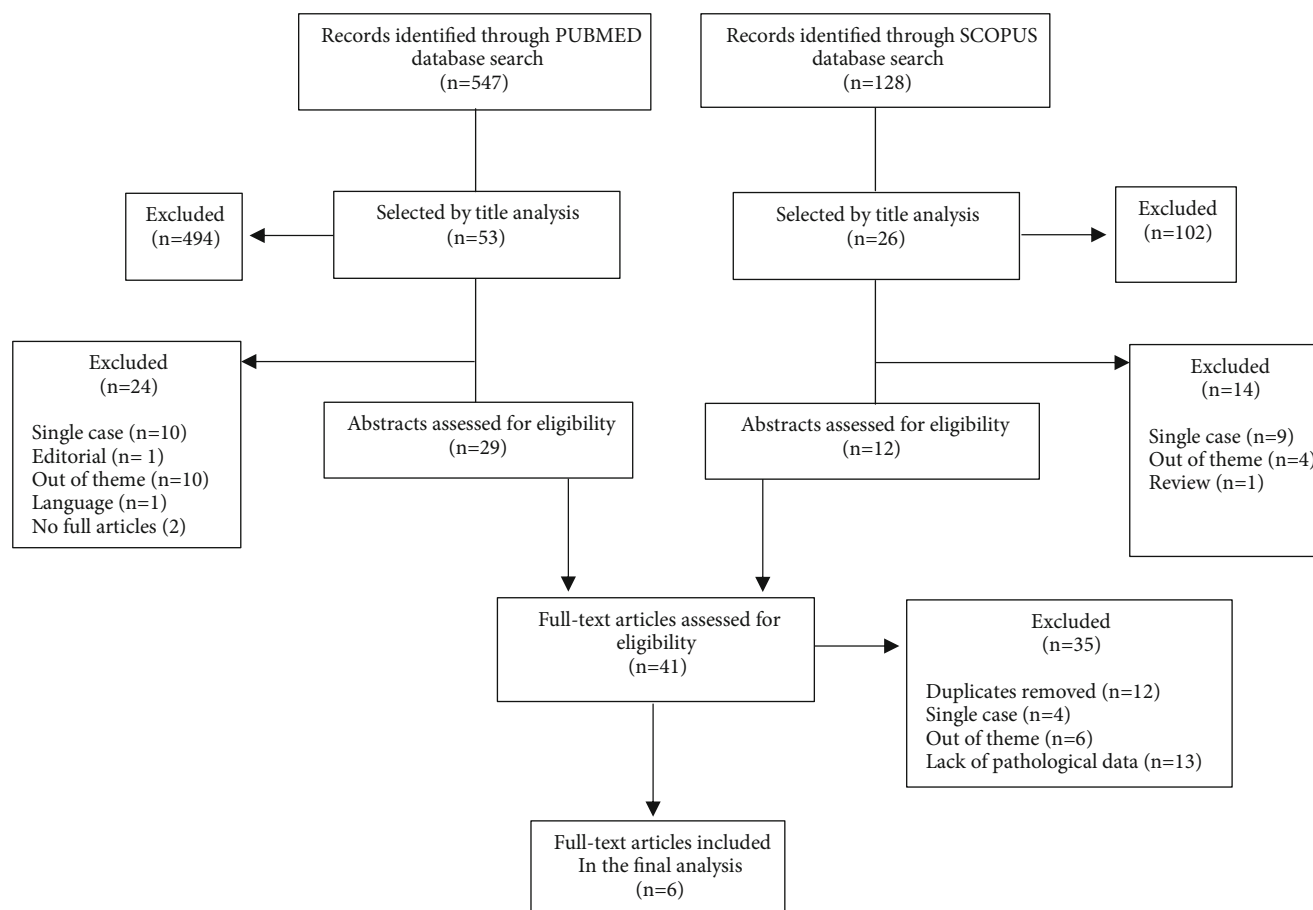 Records identified through PUBMED
database search
(n=547)
Records identified through SCOPUS
database search
(n=128)
Excluded
(n=494)
Selected by title analysis
(n=53)
Selected by title analysis
(n=26)
Excluded
(n=102)
Excluded
(n=24)
Single case (n=10)
Editorial (n= 1)
Out of theme (n=10)
Language (n=1)
No full articles (2)
Abstracts assessed for eligibility
(n=29)
Abstracts assessed for eligibility
(n=12)
Excluded
(n=14)
Single case (n=9)
Out of theme (n=4)
Review (n=1)
Full-text articles assessed for
eligibility
(n=41)
Excluded
(n=35)
Duplicates removed (n=12)
Single case (n=4)
Out of theme (n=6)
Lack of pathological data (n=13)
Full-text articles included
In the final analysis
(n=6)